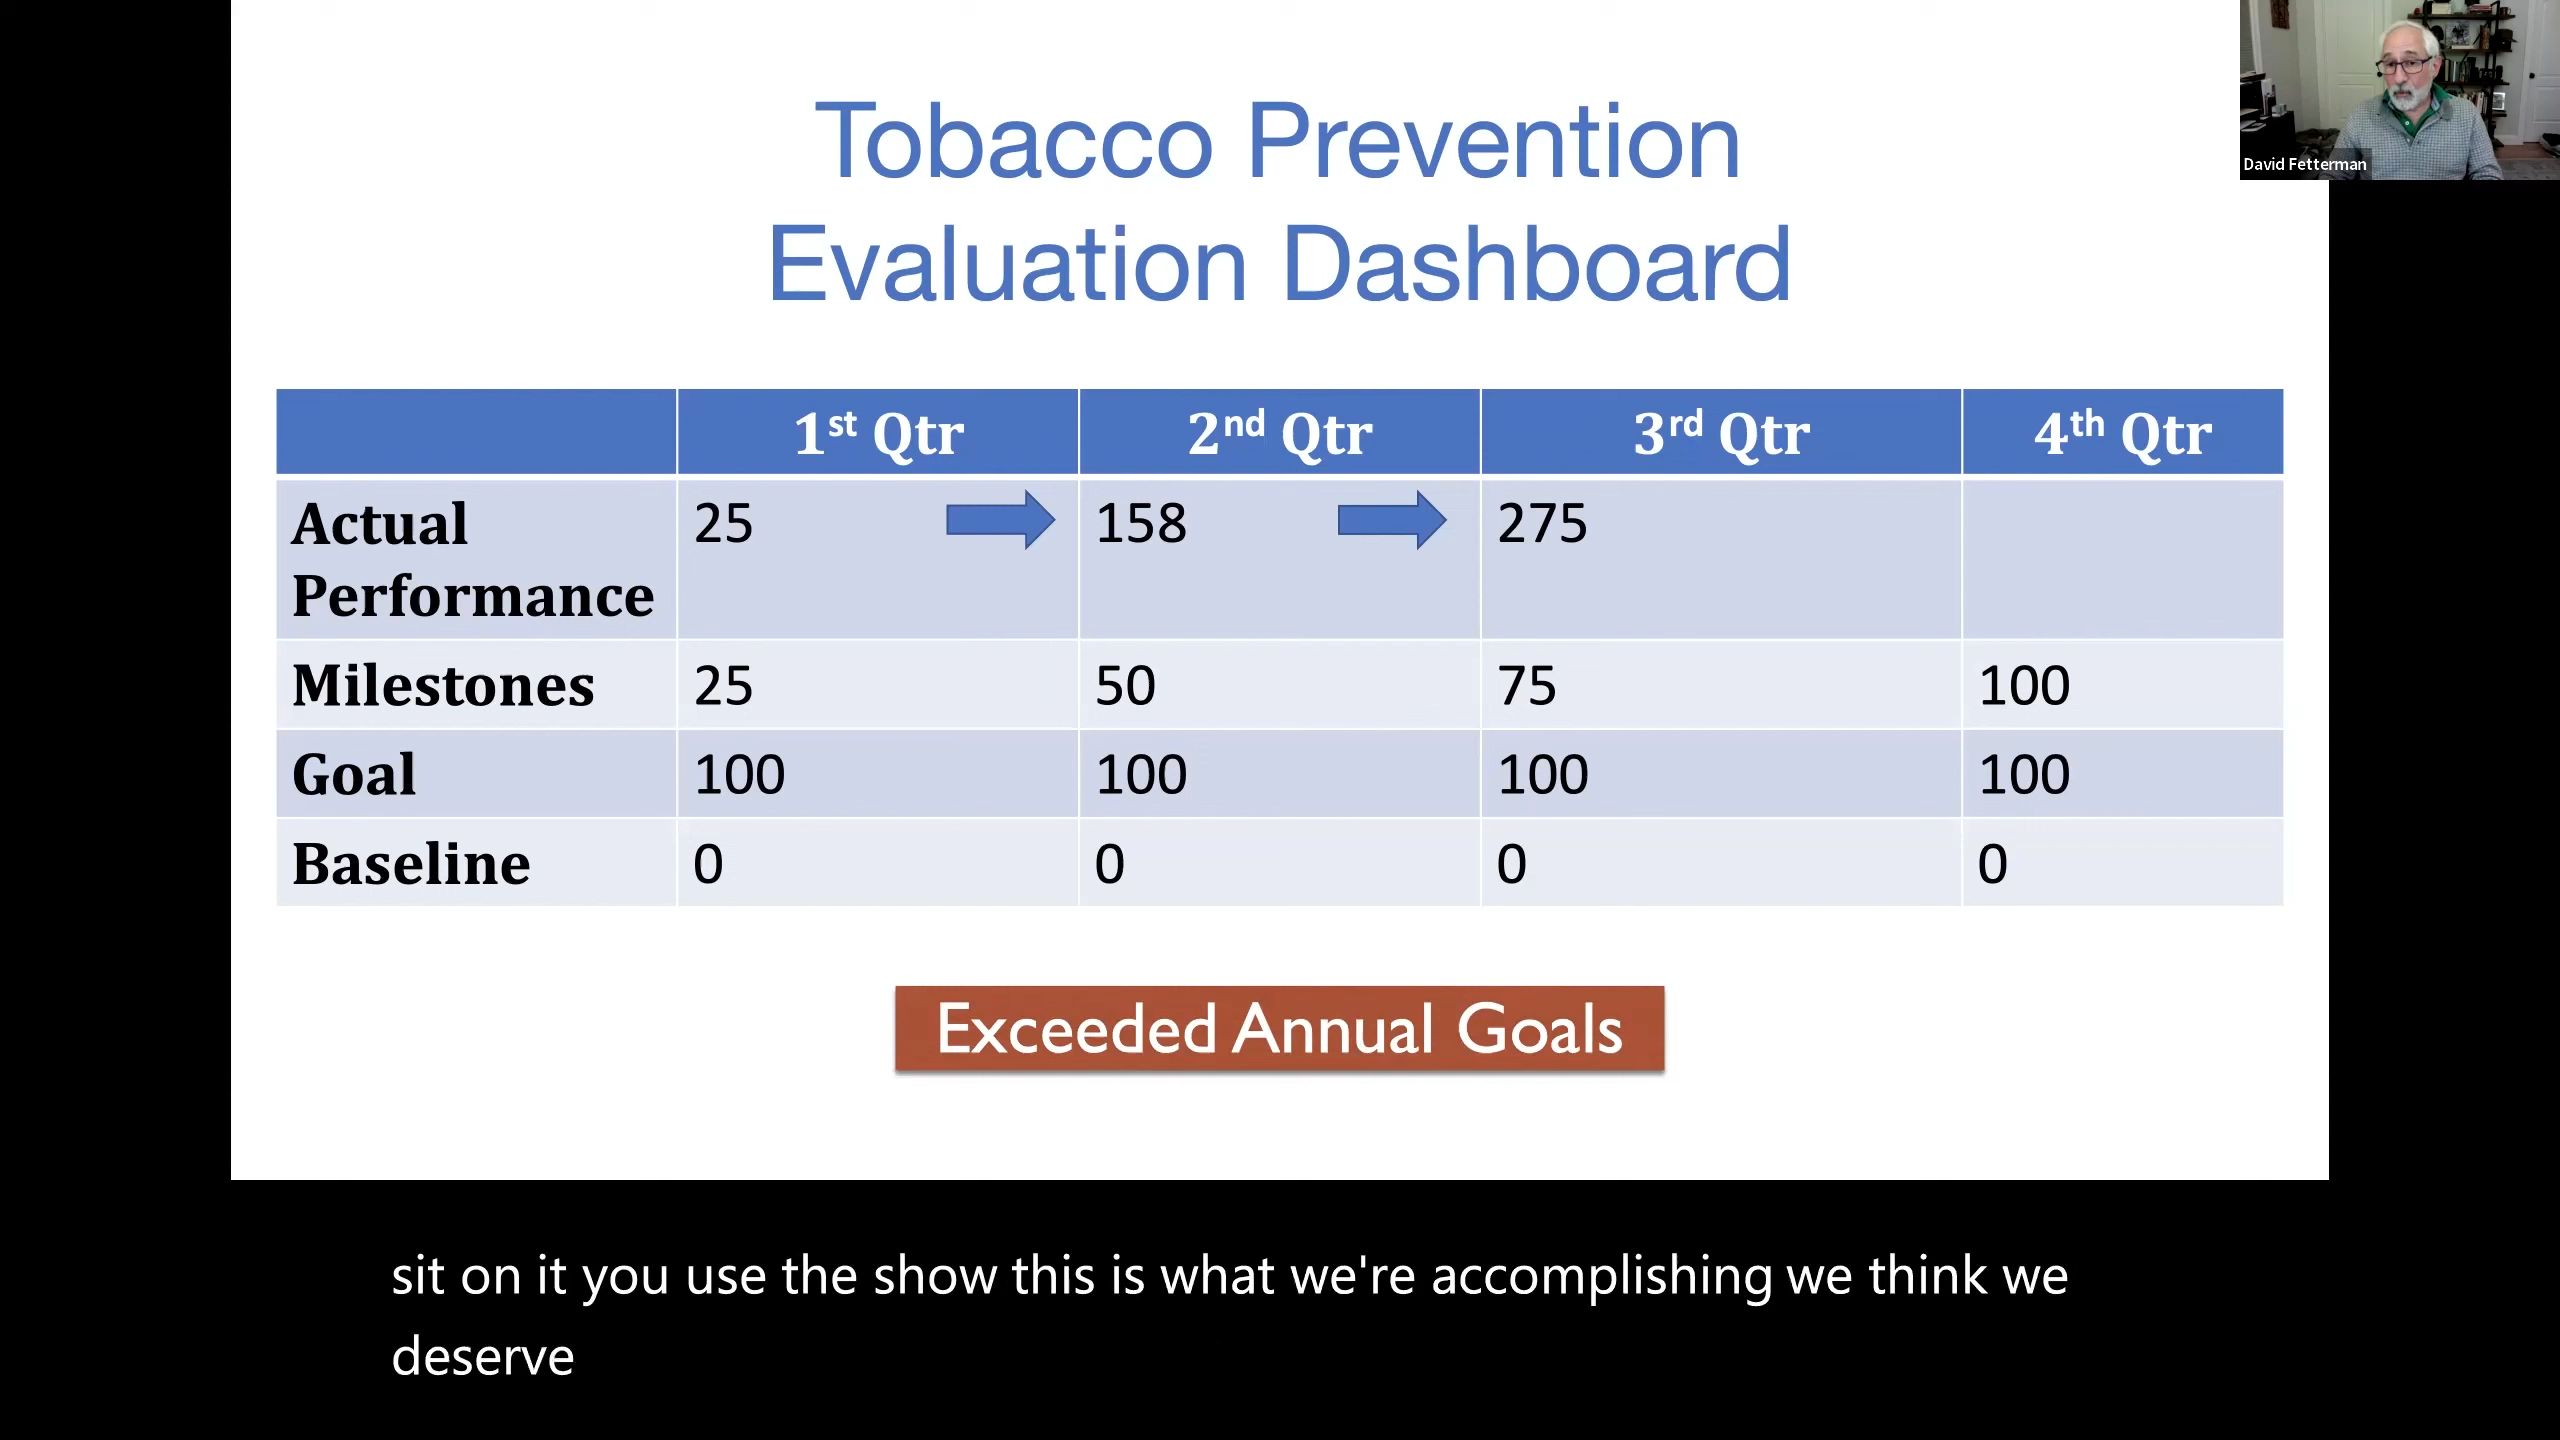 David Fetterman
Tobacco Prevention
Evaluation Dashboard
1st Qtr 2nd Qtr 3rd Qtr 4th Qtr
Actual Performance 25 158 275
Milestones 25 50 75 100
Goal 100 100 100 100
Baseline 0 0 0 0
Exceeded Annual Goals
sit on it you use the show this is what we're accomplishing we think we
deserve